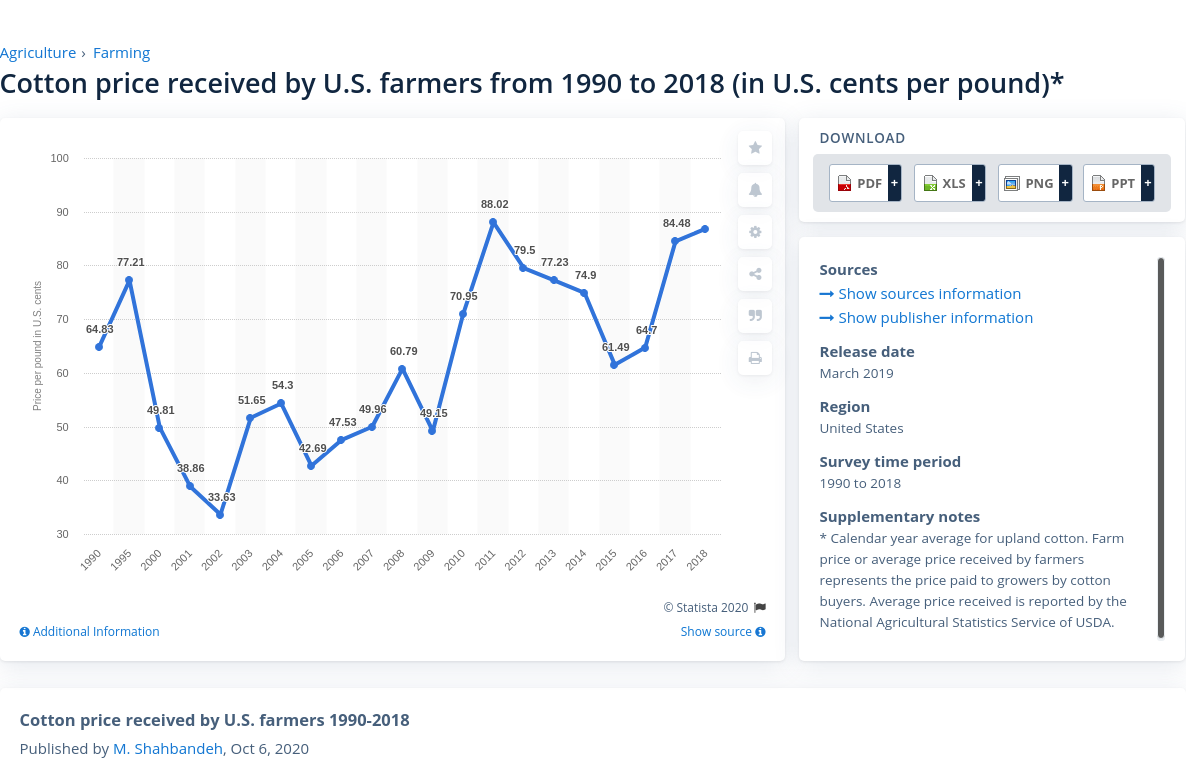 Agriculture › Farming
Cotton price received by U.S. farmers from 1990 to 2018 (in U.S. cents per pound)*
100
90
80
70
60
50
40
30
Price per pound in U.S. cents
64.83
77.21
49.81
38.86
33.63
51.65
54.3
42.69
47.53
49.96
60.79
49.15
70.95
88.02
79.5
77.23
74.9
61.49
64.7
84.48
1990
1995
2000
2001
2002
2003
2004
2005
2006
2007
2008
2009
2010
2011
2012
2013
2014
2015
2016
2017
2018
© Statista 2020
Additional Information
Show source
DOWNLOAD
PDF +
XLS +
PNG +
PPT +
Sources
Show sources information
Show publisher information
Release date
March 2019
Region
United States
Survey time period
1990 to 2018
Supplementary notes
* Calendar year average for upland cotton. Farm
price or average price received by farmers
represents the price paid to growers by cotton
buyers. Average price received is reported by the
National Agricultural Statistics Service of USDA.
Cotton price received by U.S. farmers 1990-2018
Published by M. Shahbandeh, Oct 6, 2020